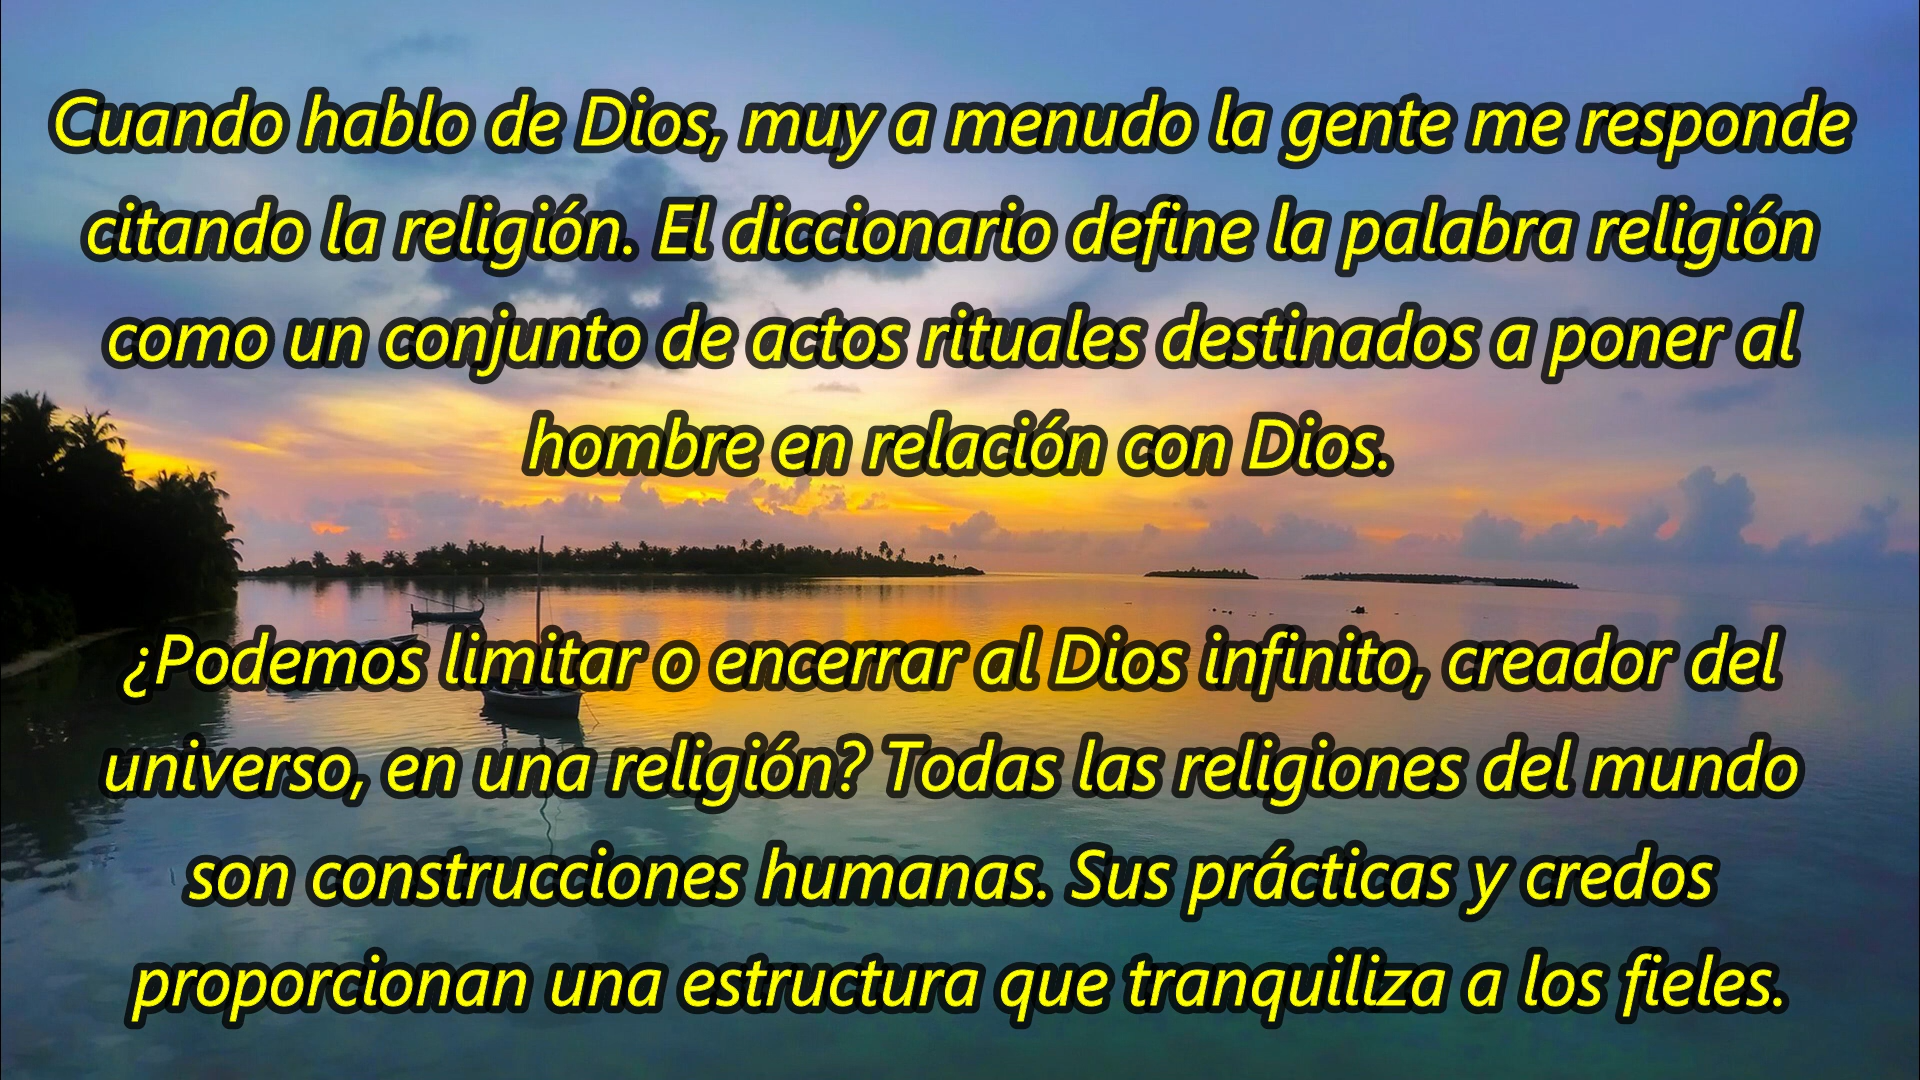 Cuando hablo de Dios, muy a menudo la gente me responde
citando la religión. El diccionario define la palabra religión
como un conjunto de actos rituales destinados a poner al
hombre en relación con Dios.
¿Podemos limitar o encerrar al Dios infinito, creador del
universo, en una religión? Todas las religiones del mundo
son construcciones humanas. Sus prácticas y credos
proporcionan una estructura que tranquiliza a los fieles.